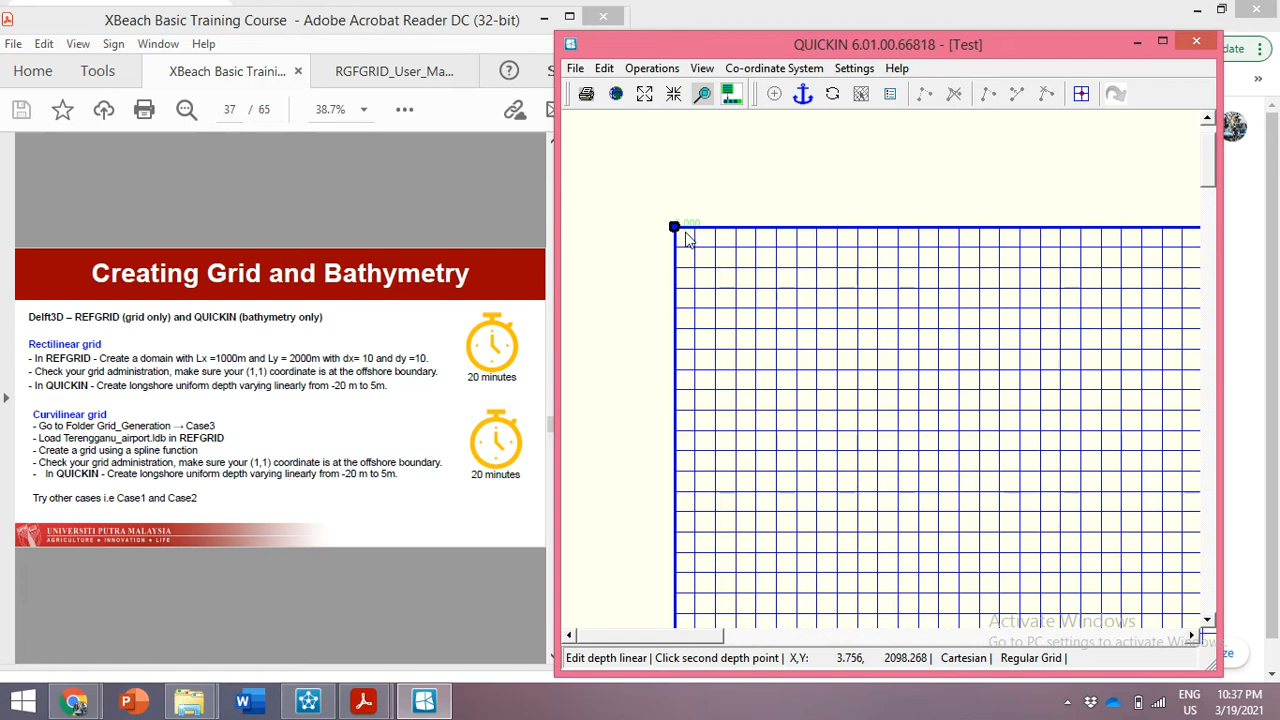 XBeach Basic Training Course - Adobe Acrobat Reader DC (32-bit)
File Edit View Sign Window Help
Home Tools XBeach Basic Traini... × RGFGRID_User_Ma...
37 / 65 38.7%
Creating Grid and Bathymetry
Delft3D – REFGRID (grid only) and QUICKIN (bathymetry only)
Rectilinear grid
- In REFGRID - Create a domain with Lx =1000m and Ly = 2000m with dx= 10 and dy =10.
- Check your grid administration, make sure your (1,1) coordinate is at the offshore boundary.
- In QUICKIN - Create longshore uniform depth varying linearly from -20 m to 5m.
20 minutes
Curvilinear grid
- Go to Folder Grid_Generation → Case3
- Load Terengganu_airport.ldb in REFGRID
- Create a grid using a spline function
- Check your grid administration, make sure your (1,1) coordinate is at the offshore boundary.
- In QUICKIN - Create longshore uniform depth varying linearly from -20 m to 5m.
20 minutes
Try other cases i.e Case1 and Case2
UNIVERSITI PUTRA MALAYSIA
AGRICULTURE • INNOVATION • LIFE
QUICKIN 6.01.00.66818 - [Test]
File Edit Operations View Co-ordinate System Settings Help
Activate Windows
Go to PC settings to activate Windows.
Edit depth linear | Click second depth point | X,Y: 3.756, 2098.268 | Cartesian | Regular Grid |
ENG
US
10:37 PM
3/19/2021